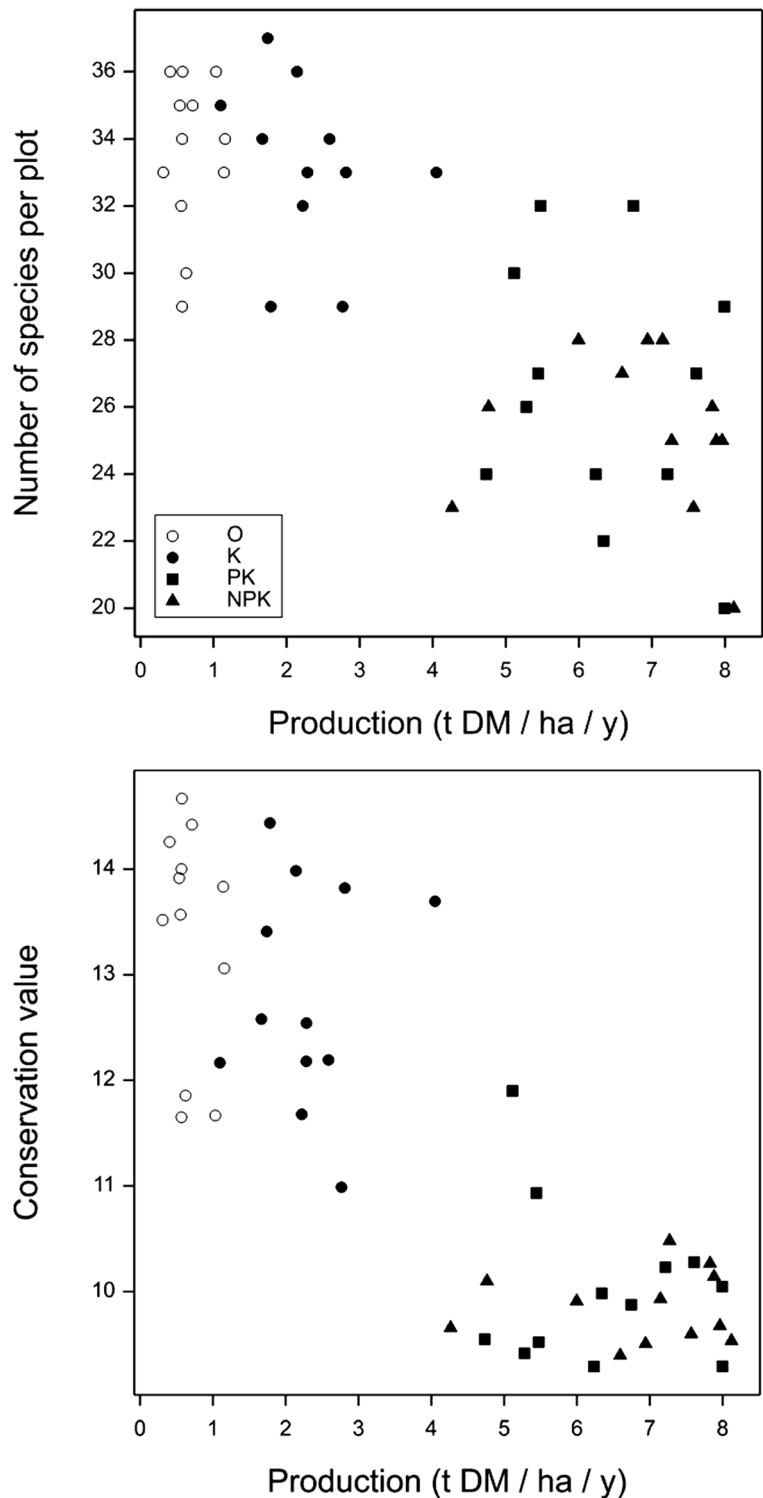 Number of species per plot
36
34
32
30
28
26
24
22
20
O
K
PK
NPK
0 1 2 3 4 5 6 7 8
Production (t DM / ha / y)
Conservation value
14
13
12
11
10
0 1 2 3 4 5 6 7 8
Production (t DM / ha / y)